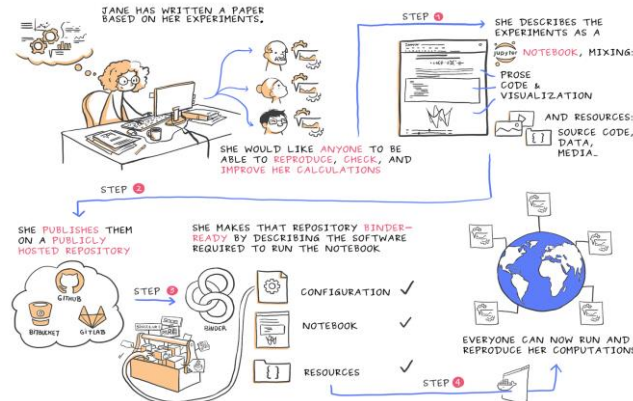 JANE HAS WRITTEN A PAPER
BASED ON HER EXPERIMENTS.
SHE WOULD LIKE ANYONE TO BE
ABLE TO REPRODUCE, CHECK, AND
IMPROVE HER CALCULATIONS
STEP 1
SHE DESCRIBES THE
EXPERIMENTS AS A
jupyter NOTEBOOK, MIXING:
PROSE
CODE &
VISUALIZATION
AND RESOURCES:
SOURCE CODE,
DATA,
MEDIA…
STEP 2
SHE PUBLISHES THEM
ON A PUBLICLY
HOSTED REPOSITORY
GITHUB
BITBUCKET
GITLAB
STEP 3
SHE MAKES THAT REPOSITORY BINDER-
READY BY DESCRIBING THE SOFTWARE
REQUIRED TO RUN THE NOTEBOOK
BINDER
CONFIGURATION
NOTEBOOK
RESOURCES
STEP 4
EVERYONE CAN NOW RUN AND
REPRODUCE HER COMPUTATIONS